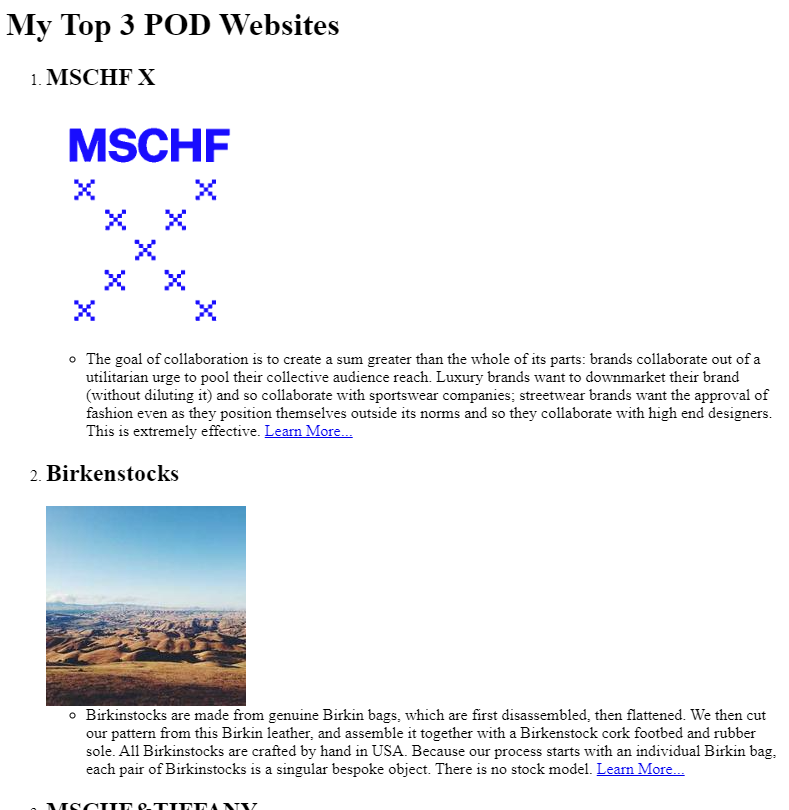 My Top 3 POD Websites
1. MSCHF X
MSCHF
The goal of collaboration is to create a sum greater than the whole of its parts: brands collaborate out of a
utilitarian urge to pool their collective audience reach. Luxury brands want to downmarket their brand
(without diluting it) and so collaborate with sportswear companies; streetwear brands want the approval of
fashion even as they position themselves outside its norms and so they collaborate with high end designers.
This is extremely effective. Learn More...
2. Birkenstocks
Birkinstocks are made from genuine Birkin bags, which are first disassembled, then flattened. We then cut
our pattern from this Birkin leather, and assemble it together with a Birkenstock cork footbed and rubber
sole. All Birkinstocks are crafted by hand in USA. Because our process starts with an individual Birkin bag,
each pair of Birkinstocks is a singular bespoke object. There is no stock model. Learn More...
MSCHF&TIFFANY